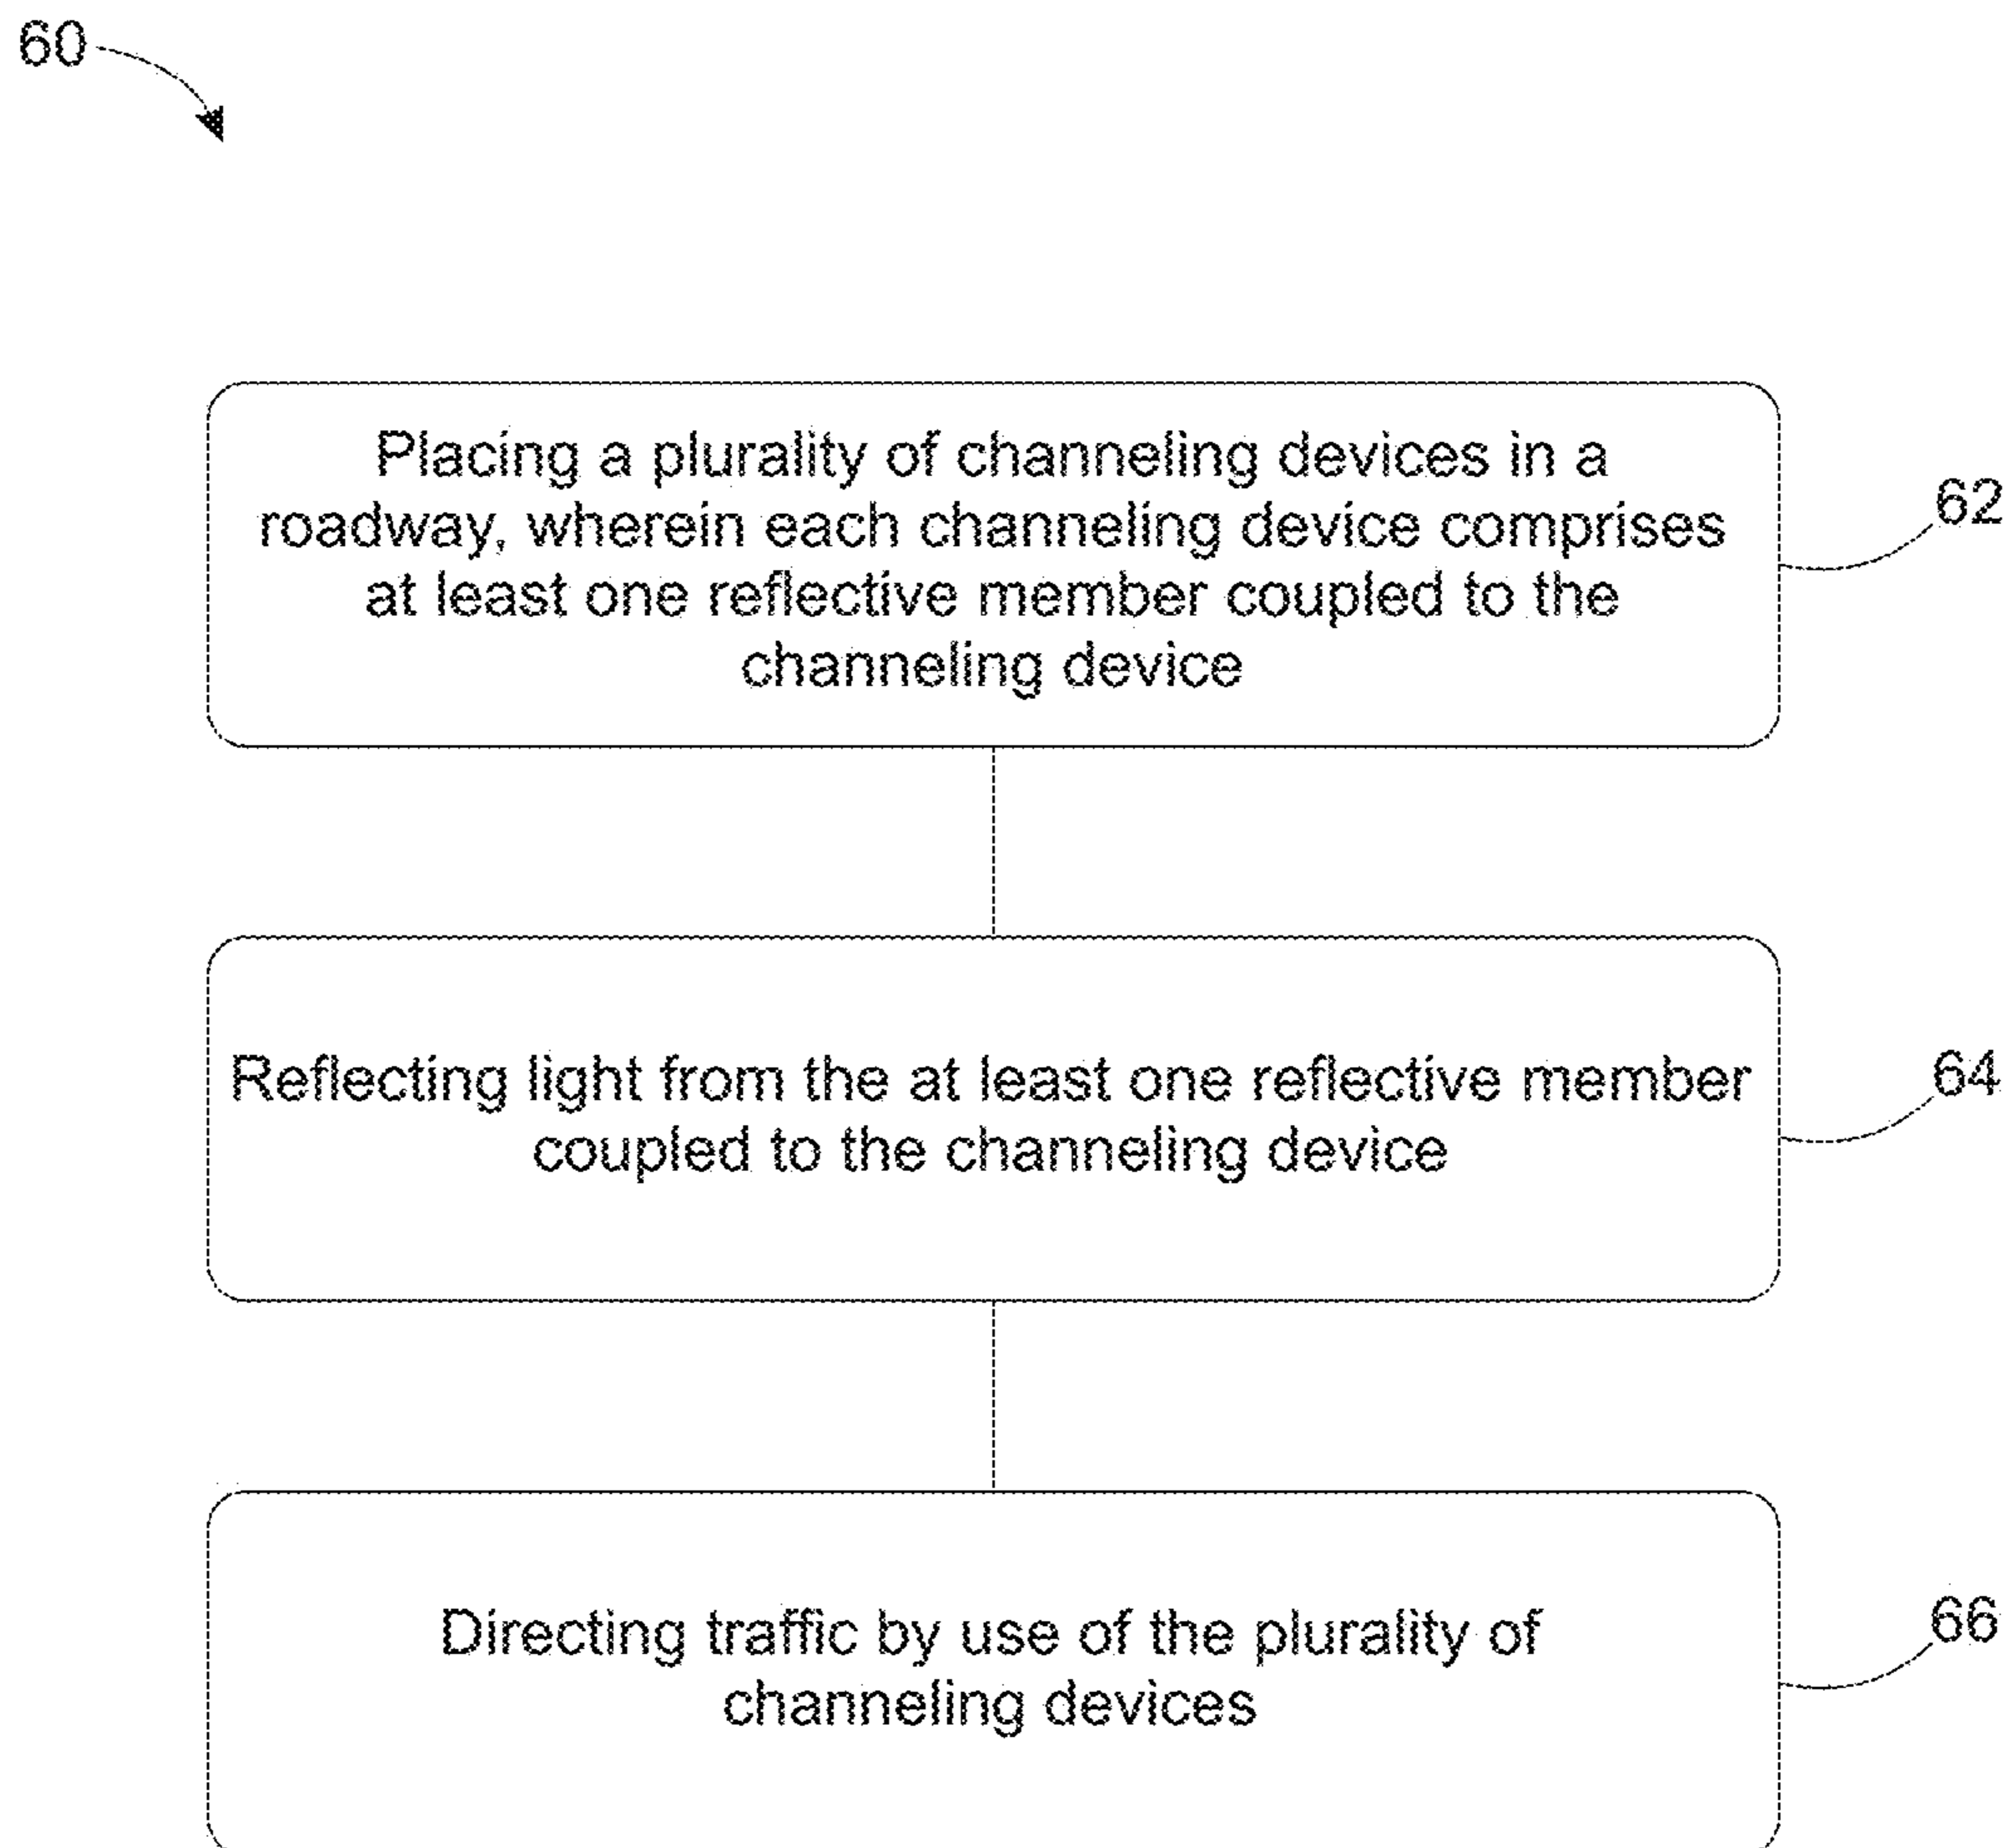 60
Placing a plurality of channeling devices in a
roadway, wherein each channeling device comprises
at least one reflective member coupled to the
channeling device
62
Reflecting light from the at least one reflective member
coupled to the channeling device
64
Directing traffic by use of the plurality of
channeling devices
66